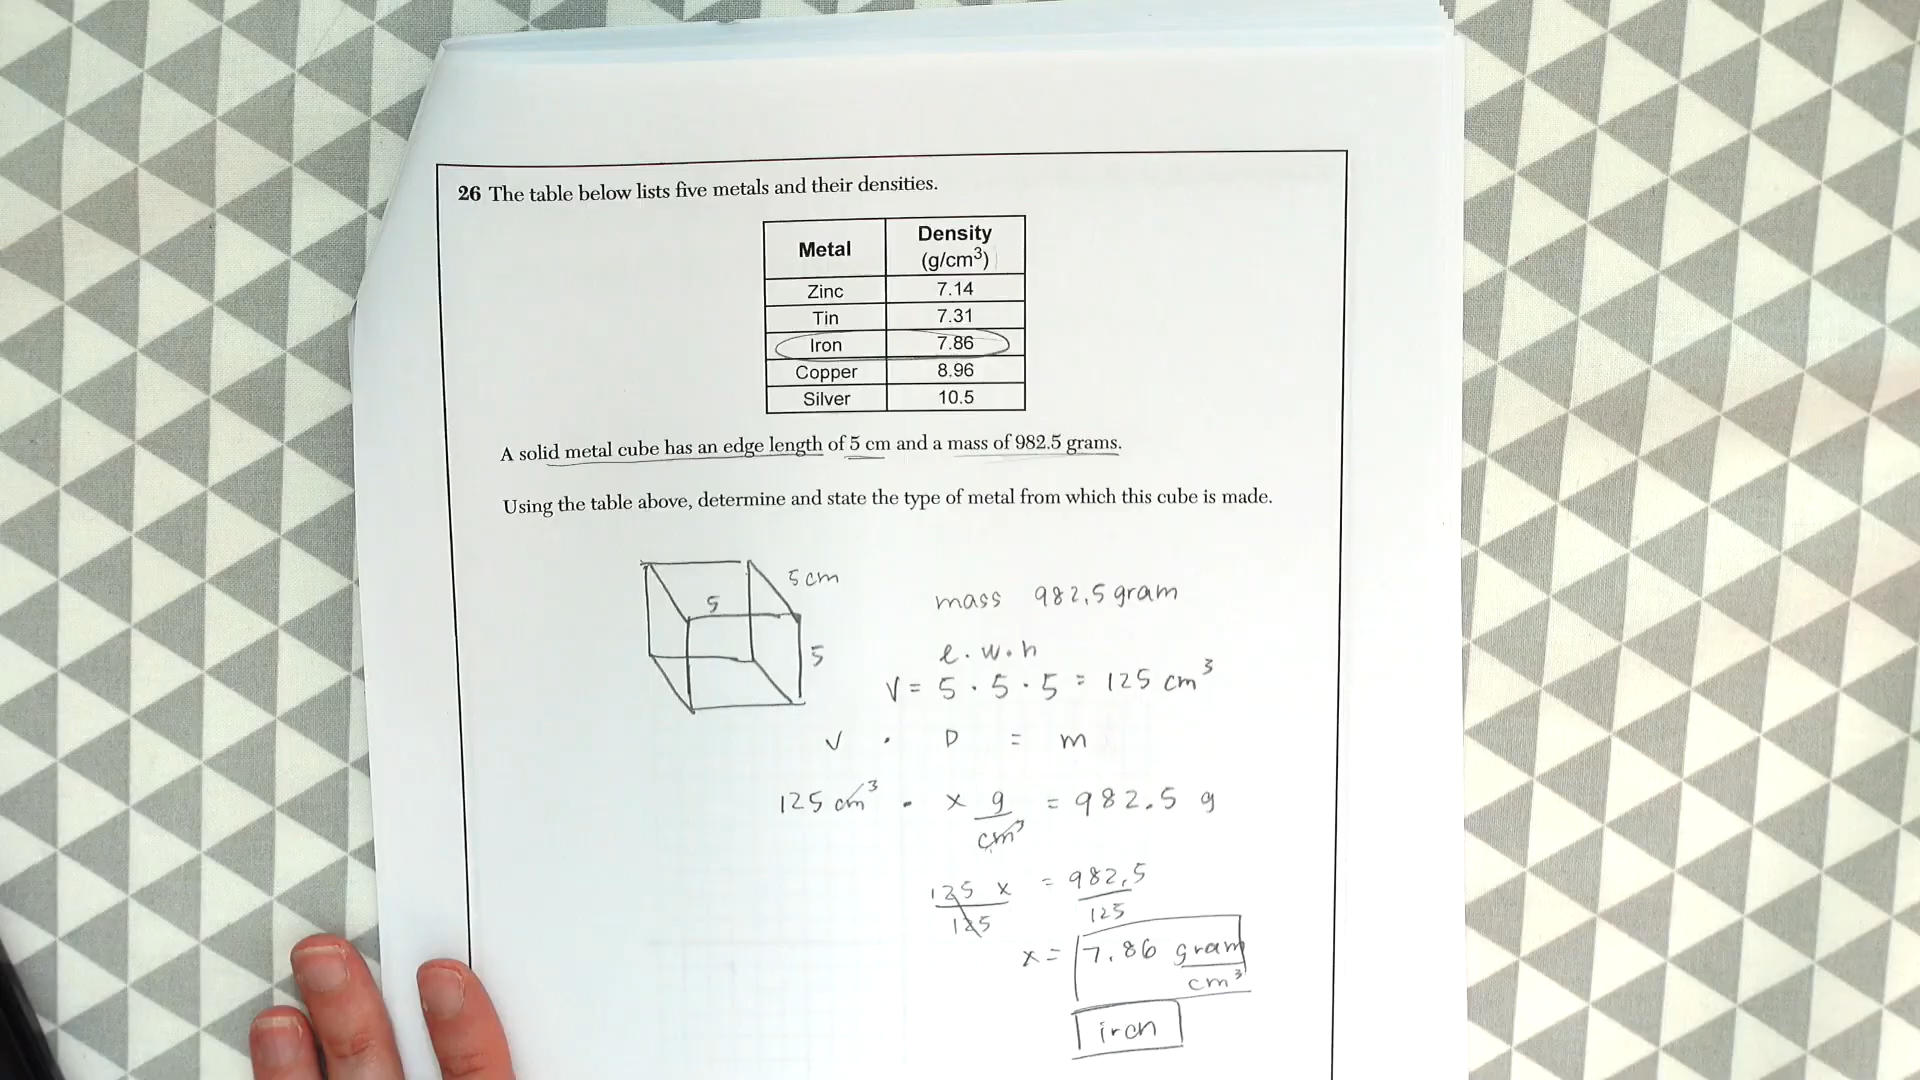 26 The table below lists five metals and their densities.
Metal Density (g/cm³)
Zinc 7.14
Tin 7.31
Iron 7.86
Copper 8.96
Silver 10.5
A solid metal cube has an edge length of 5 cm and a mass of 982.5 grams.
Using the table above, determine and state the type of metal from which this cube is made.
5 cm
5
5
mass 982.5 gram
l · w · h
V = 5 · 5 · 5 = 125 cm³
V · D = m
125 cm³ · x g/cm³ = 982.5 g
125 x / 125 = 982.5 / 125
x = 7.86 gram/cm³
iron